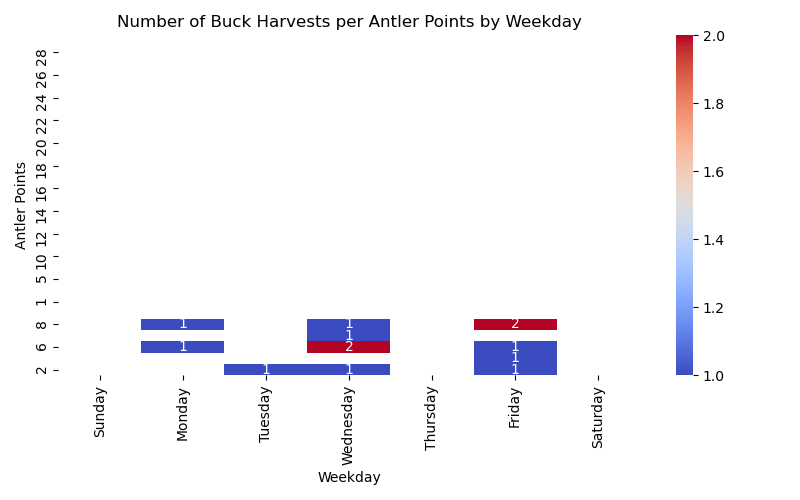 Number of Buck Harvests per Antler Points by Weekday
2.0
28
26
1.8
24
22
20
1.6
18
Antler Points
16
14
1.4
12
10
5
1.2
1
8
1 1 2
1
6
1 2 1
1
2
1 1 1
1.0
Sunday
Monday
Tuesday
Wednesday
Thursday
Friday
Saturday
Weekday